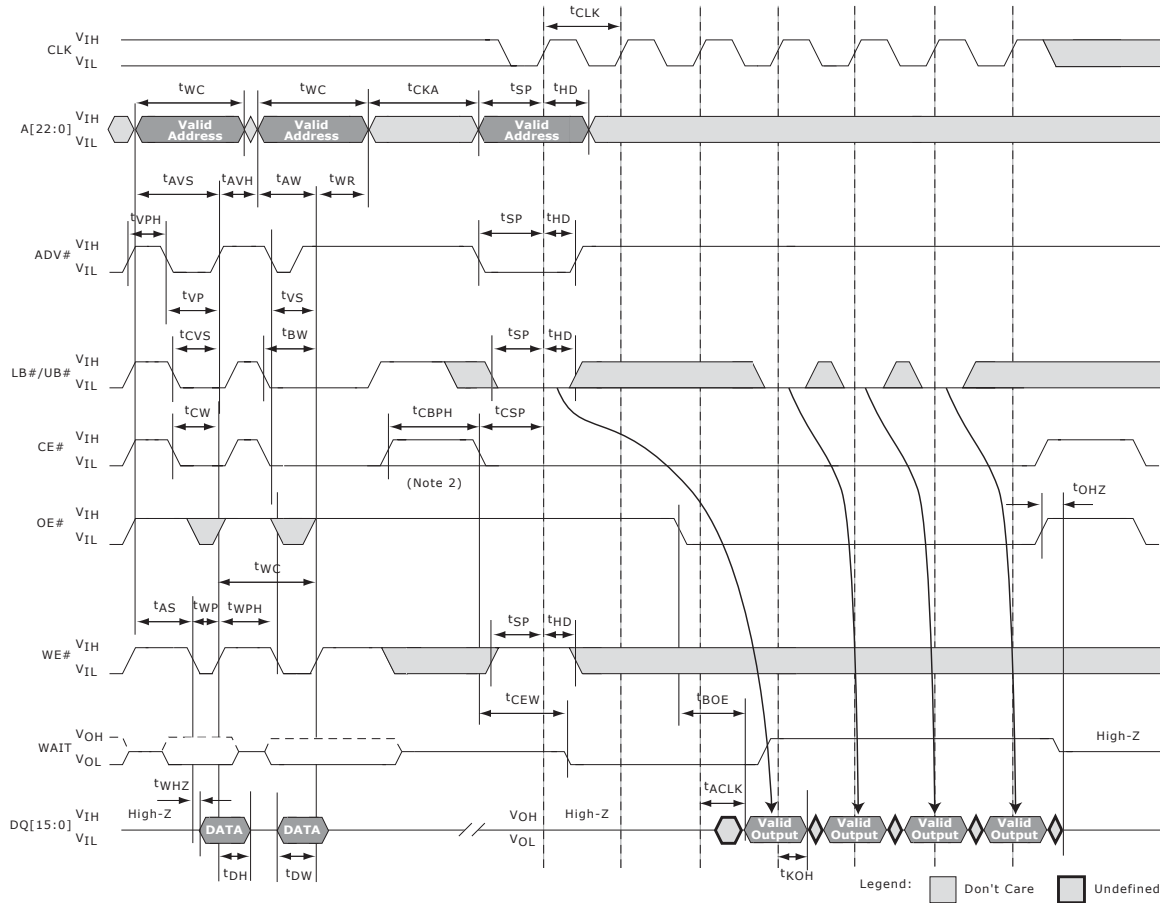 tCLK
CLK VIH
VIL
tWC tWC tCKA tSP tHD
A[22:0] VIH
VIL
Valid Address
Valid Address
Valid Address
tAVS tAVH tAW tWR
tVPH tSP tHD
ADV# VIH
VIL
tVP tVS
tCVS tBW tSP tHD
LB#/UB# VIH
VIL
tCW tCBPH tCSP
CE# VIH
VIL
(Note 2)
tOHZ
OE# VIH
VIL
tWC
tAS tWP tWPH tSP tHD
WE# VIH
VIL
tCEW tBOE
WAIT VOH
VOL
High-Z
tWHZ tACLK
DQ[15:0] VIH
VIL
High-Z
DATA
DATA
VOH
VOL
High-Z
Valid Output
Valid Output
Valid Output
Valid Output
tDH tDW tKOH
Legend: Don't Care Undefined